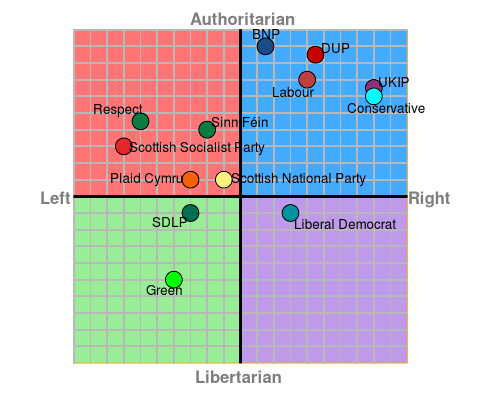 Authoritarian
BNP
DUP
UKIP
Labour
Conservative
Respect
Sinn Féin
Scottish Socialist Party
Plaid Cymru
Scottish National Party
Left
Right
SDLP
Liberal Democrat
Green
Libertarian